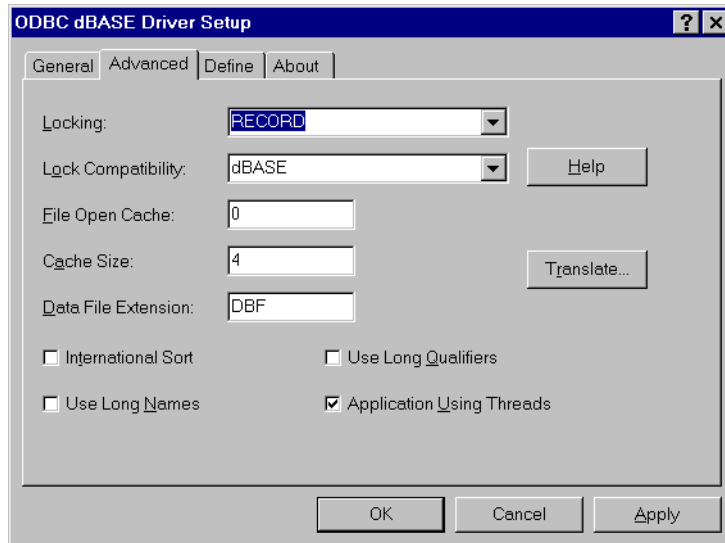 ODBC dBASE Driver Setup
General Advanced Define About
Locking: RECORD
Lock Compatibility: dBASE Help
File Open Cache: 0
Cache Size: 4 Translate...
Data File Extension: DBF
International Sort Use Long Qualifiers
Use Long Names Application Using Threads
OK Cancel Apply